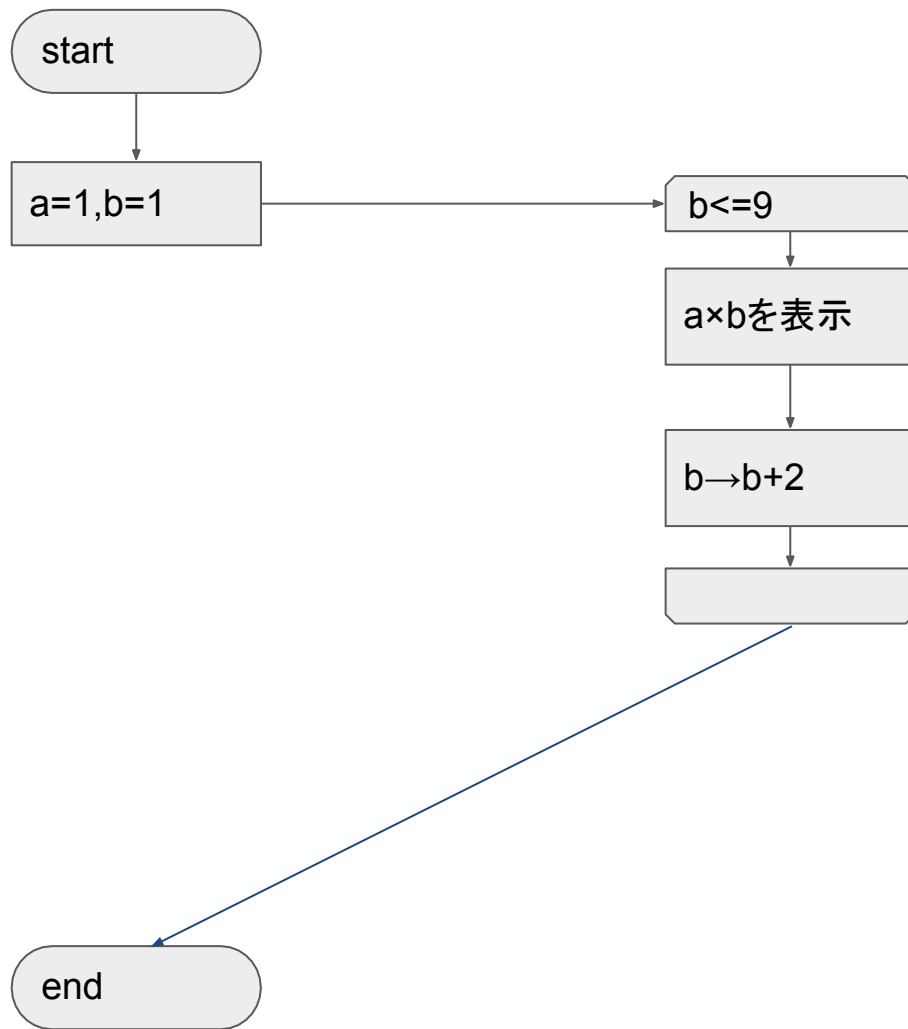 start
a=1,b=1
b<=9
a×bを表示
b→b+2
end